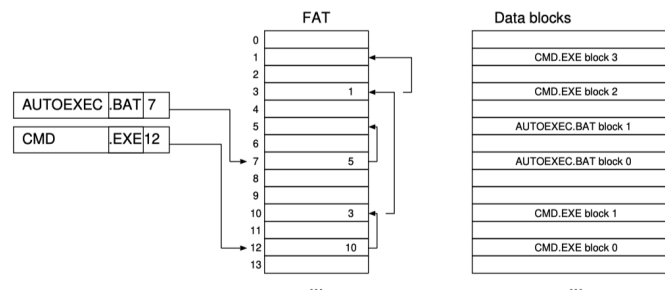 FAT Data blocks
0
1 CMD.EXE block 3
2
3 1 CMD.EXE block 2
AUTOEXEC .BAT 7
4
5 AUTOEXEC.BAT block 1
CMD .EXE 12
6
7 5 AUTOEXEC.BAT block 0
8
9
10 3 CMD.EXE block 1
11
12 10 CMD.EXE block 0
13
... ...